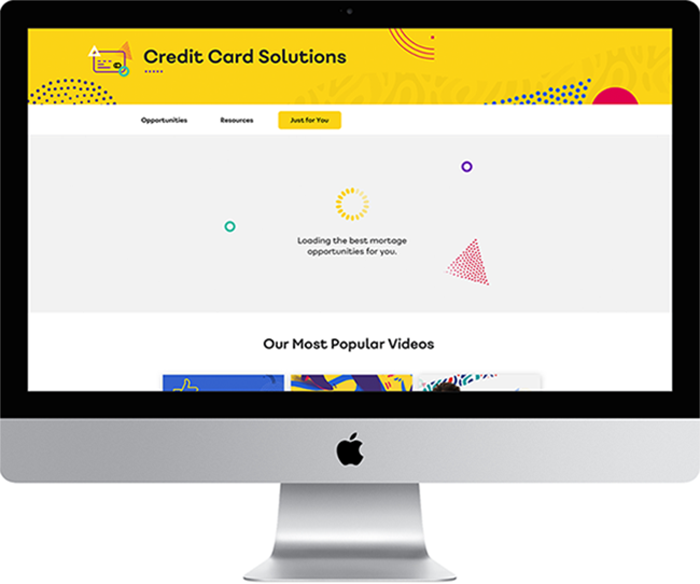 Credit Card Solutions
Opportunities Resources Just for You
Loading the best mortage
opportunities for you.
Our Most Popular Videos